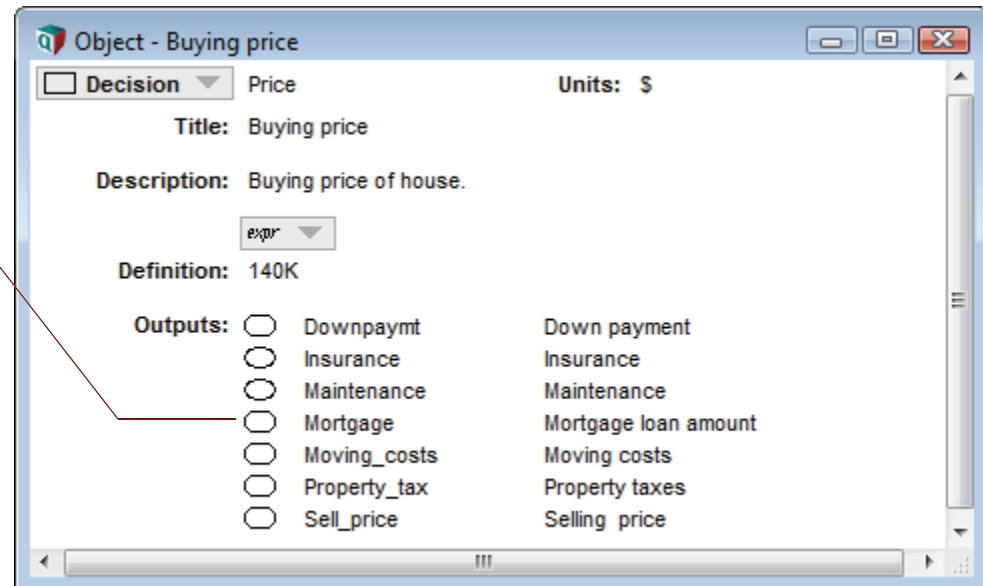 Object - Buying price
Decision Price Units: $
Title: Buying price
Description: Buying price of house.
expr
Definition: 140K
Outputs: Downpaymt Down payment
Insurance Insurance
Maintenance Maintenance
Mortgage Mortgage loan amount
Moving_costs Moving costs
Property_tax Property taxes
Sell_price Selling price